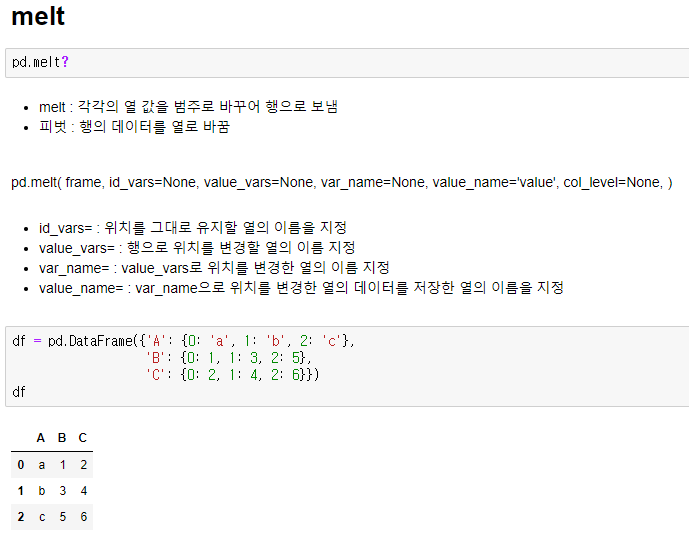 melt
pd.melt?
melt : 각각의 열 값을 범주로 바꾸어 행으로 보냄
피벗 : 행의 데이터를 열로 바꿈
pd.melt( frame, id_vars=None, value_vars=None, var_name=None, value_name='value', col_level=None, )
id_vars= : 위치를 그대로 유지할 열의 이름을 지정
value_vars= : 행으로 위치를 변경할 열의 이름 지정
var_name= : value_vars로 위치를 변경한 열의 이름 지정
value_name= : var_name으로 위치를 변경한 열의 데이터를 저장한 열의 이름을 지정
df = pd.DataFrame({'A': {0: 'a', 1: 'b', 2: 'c'},
'B': {0: 1, 1: 3, 2: 5},
'C': {0: 2, 1: 4, 2: 6}})
df
A B C
0 a 1 2
1 b 3 4
2 c 5 6